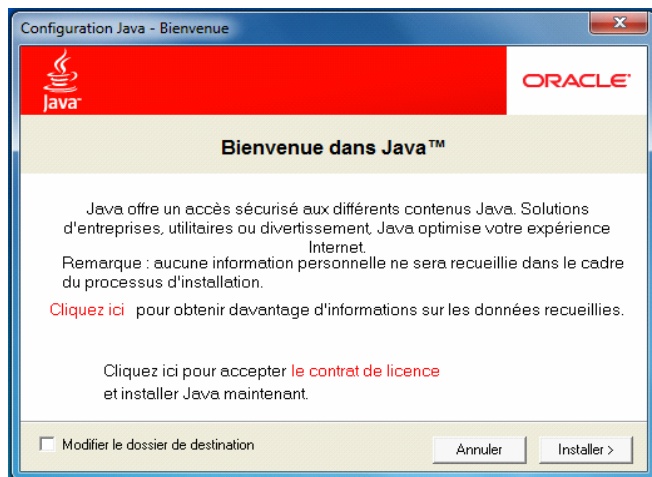 Configuration Java - Bienvenue
Java™
ORACLE®
Bienvenue dans Java™
Java offre un accès sécurisé aux différents contenus Java. Solutions
d'entreprises, utilitaires ou divertissement, Java optimise votre expérience
Internet.
Remarque : aucune information personnelle ne sera recueillie dans le cadre
du processus d'installation.
Cliquez ici pour obtenir davantage d'informations sur les données recueillies.
Cliquez ici pour accepter le contrat de licence
et installer Java maintenant.
Modifier le dossier de destination
Annuler
Installer >